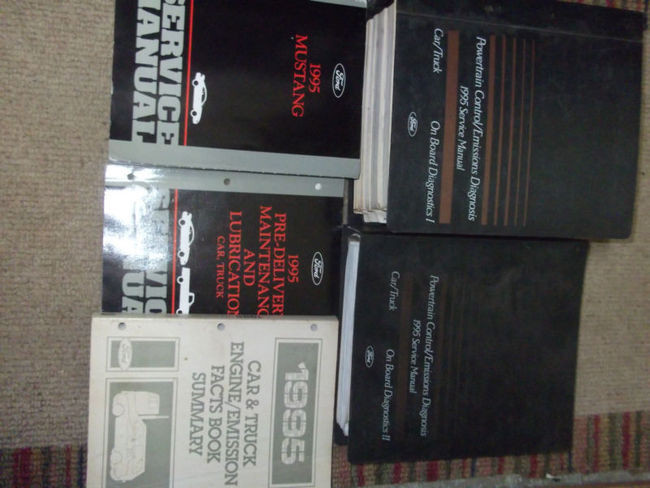 SERVICE
MANUAL
1995
MUSTANG
Ford
Powertrain Control/Emissions Diagnosis
1995 Service Manual
Car/Truck
On Board Diagnostics I
Ford
1995
PRE-DELIVERY
MAINTENANCE
AND
LUBRICATION
CAR, TRUCK
Ford
Powertrain Control/Emissions Diagnosis
1995 Service Manual
Car/Truck
On Board Diagnostics II
Ford
1995
CAR & TRUCK
ENGINE/EMISSION
FACTS BOOK
SUMMARY
Ford